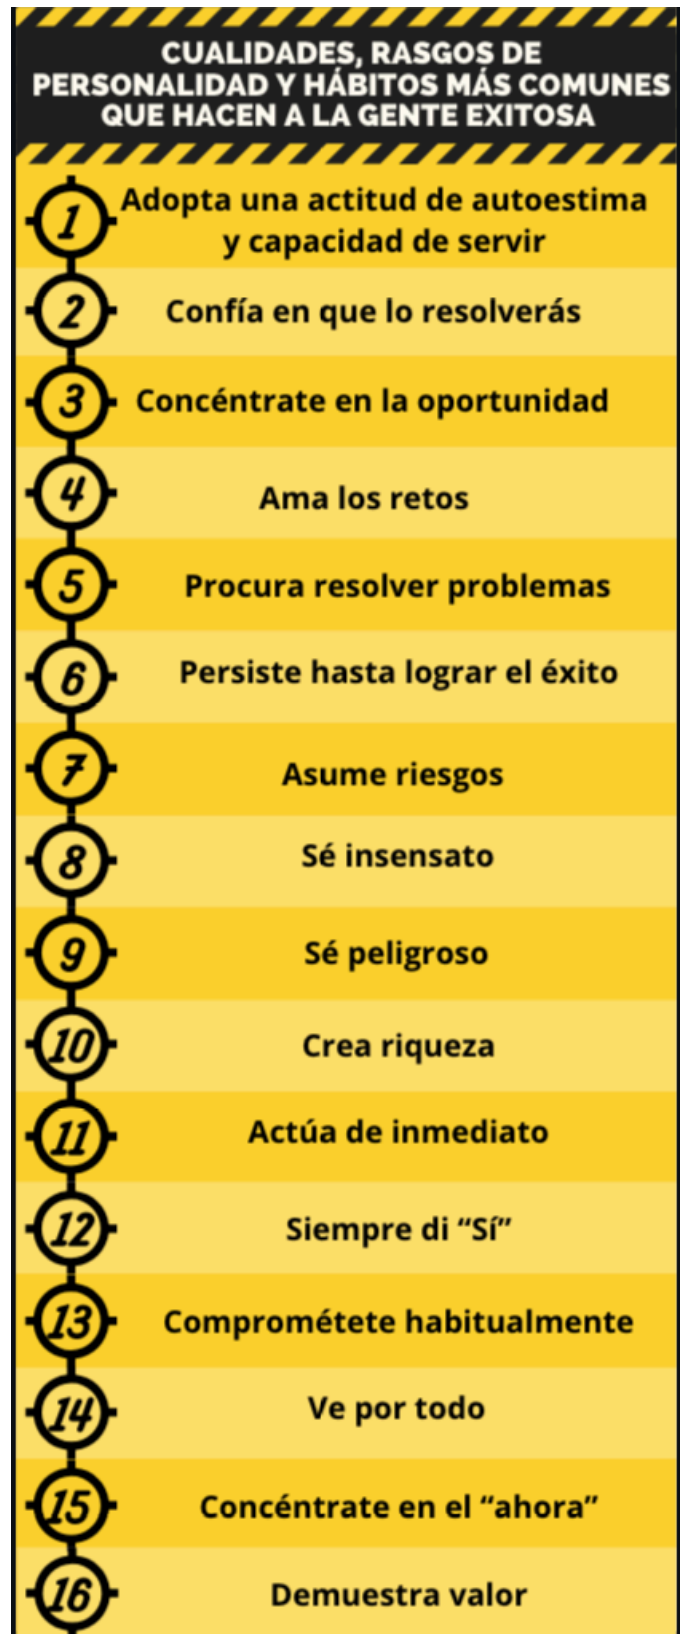 CUALIDADES, RASGOS DE
PERSONALIDAD Y HÁBITOS MÁS COMUNES
QUE HACEN A LA GENTE EXITOSA
1 Adopta una actitud de autoestima
y capacidad de servir
2 Confía en que lo resolverás
3 Concéntrate en la oportunidad
4 Ama los retos
5 Procura resolver problemas
6 Persiste hasta lograr el éxito
7 Asume riesgos
8 Sé insensato
9 Sé peligroso
10 Crea riqueza
11 Actúa de inmediato
12 Siempre di “Sí”
13 Comprométete habitualmente
14 Ve por todo
15 Concéntrate en el “ahora”
16 Demuestra valor